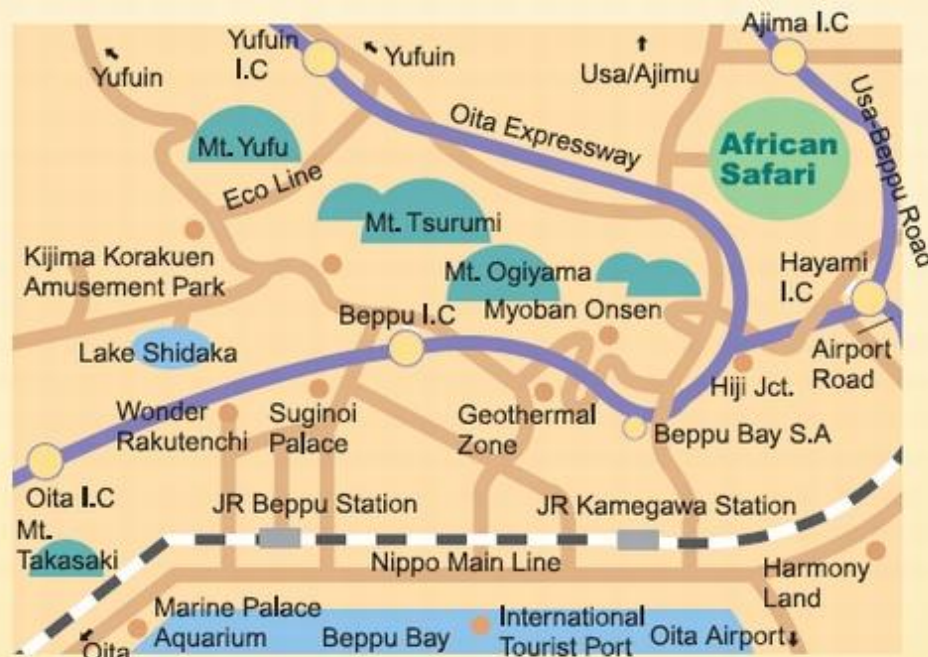 Ajima I.C
Yufuin
I.C
Yufuin
Yufuin
Usa/Ajimu
Oita Expressway
Usa-Beppu Road
African
Safari
Mt. Yufu
Eco Line
Mt. Tsurumi
Kijima Korakuen
Amusement Park
Mt. Ogiyama
Myoban Onsen
Hayami
I.C
Beppu I.C
Lake Shidaka
Airport
Road
Hiji Jct.
Wonder
Rakutenchi
Suginoi
Palace
Geothermal
Zone
Beppu Bay S.A
Oita I.C
JR Beppu Station
JR Kamegawa Station
Mt.
Takasaki
Nippo Main Line
Harmony
Land
Marine Palace
Aquarium
Beppu Bay
International
Tourist Port
Oita Airport
Oita